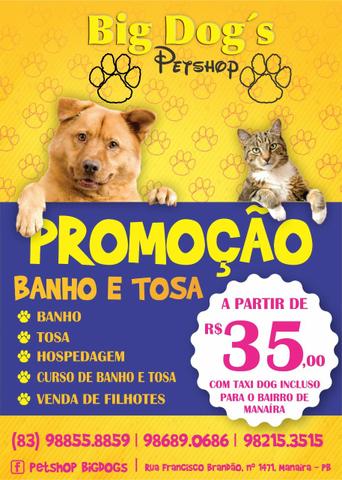 Big Dog´s
PETSHOP
PROMOÇÃO
BANHO E TOSA
BANHO
TOSA
HOSPEDAGEM
CURSO DE BANHO E TOSA
VENDA DE FILHOTES
A PARTIR DE
R$ 35,00
COM TAXI DOG INCLUSO
PARA O BAIRRO DE
MANAÍRA
(83) 98855.8859 | 98689.0686 | 98215.3515
f Petshop BigDogs | Rua Francisco Brandão, nº 1471, Manaira - PB